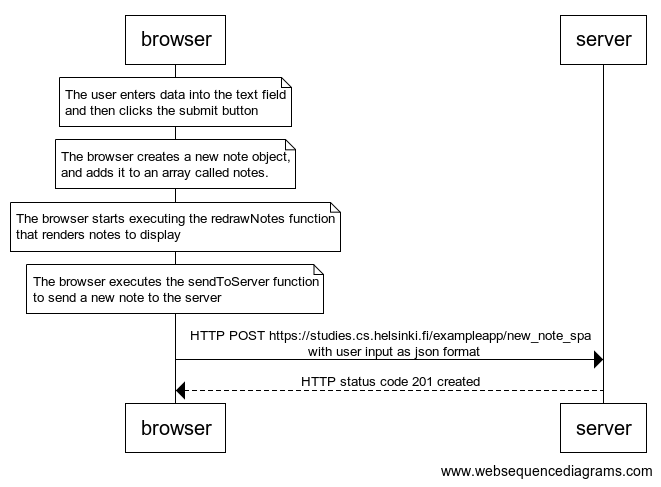 browser
server
The user enters data into the text field
and then clicks the submit button
The browser creates a new note object,
and adds it to an array called notes.
The browser starts executing the redrawNotes function
that renders notes to display
The browser executes the sendToServer function
to send a new note to the server
HTTP POST https://studies.cs.helsinki.fi/exampleapp/new_note_spa
with user input as json format
HTTP status code 201 created
browser
server
www.websequencediagrams.com